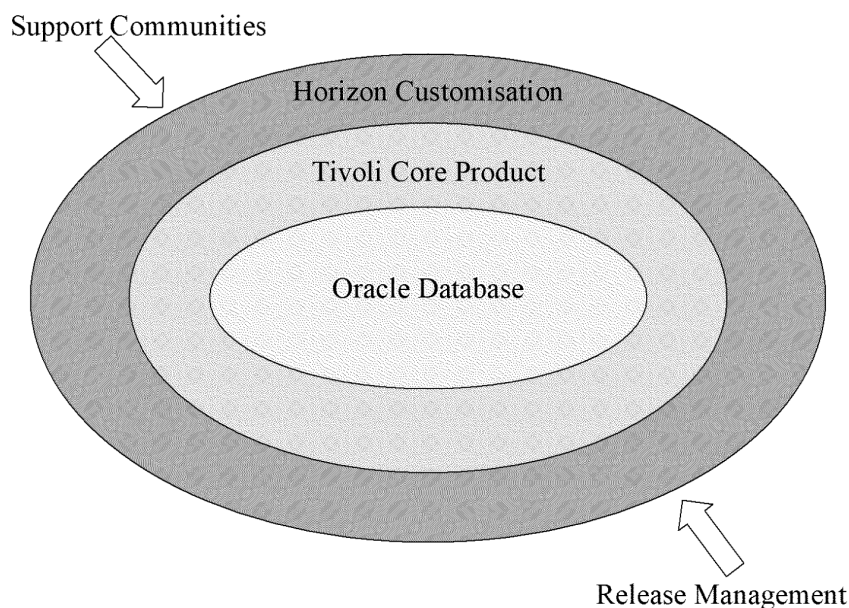 Support Communities
Horizon Customisation
Tivoli Core Product
Oracle Database
Release Management